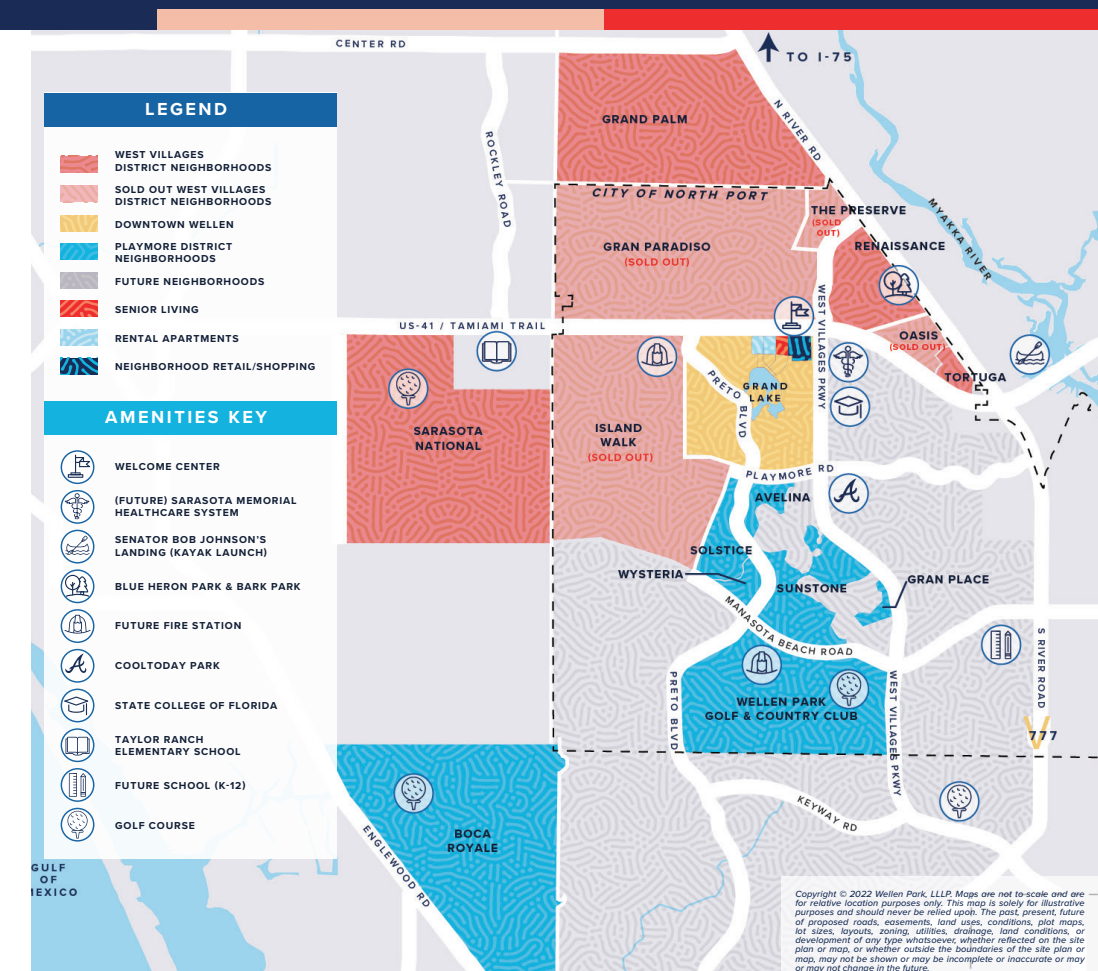 CENTER RD
TO I-75
LEGEND
WEST VILLAGES
DISTRICT NEIGHBORHOODS
SOLD OUT WEST VILLAGES
DISTRICT NEIGHBORHOODS
DOWNTOWN WELLEN
PLAYMORE DISTRICT
NEIGHBORHOODS
FUTURE NEIGHBORHOODS
SENIOR LIVING
RENTAL APARTMENTS
NEIGHBORHOOD RETAIL/SHOPPING
AMENITIES KEY
WELCOME CENTER
(FUTURE) SARASOTA MEMORIAL
HEALTHCARE SYSTEM
SENATOR BOB JOHNSON'S
LANDING (KAYAK LAUNCH)
BLUE HERON PARK & BARK PARK
FUTURE FIRE STATION
COOLTODAY PARK
STATE COLLEGE OF FLORIDA
TAYLOR RANCH
ELEMENTARY SCHOOL
FUTURE SCHOOL (K-12)
GOLF COURSE
GULF
OF
MEXICO
ROCKLEY ROAD
GRAND PALM
N RIVER RD
CITY OF NORTH PORT
THE PRESERVE
(SOLD
OUT)
MYAKKA RIVER
GRAN PARADISO
(SOLD OUT)
RENAISSANCE
WEST VILLAGES PKWY
US-41 / TAMIAMI TRAIL
OASIS
(SOLD OUT)
TORTUGA
PRETO BLVD
GRAND
LAKE
SARASOTA
NATIONAL
ISLAND
WALK
(SOLD OUT)
PLAYMORE RD
AVELINA
A
SOLSTICE
WYSTERIA
SUNSTONE
GRAN PLACE
MANASOTA BEACH ROAD
S RIVER ROAD
PRETO BLVD
WELLEN PARK
GOLF & COUNTRY CLUB
WEST VILLAGES PKWY
777
KEYWAY RD
BOCA
ROYALE
ENGLEWOOD RD
Copyright © 2022 Wellen Park, LLLP. Maps are not to scale and are
for relative location purposes only. This map is solely for illustrative
purposes and should never be relied upon. The past, present, future
of proposed roads, easements, land uses, conditions, plot maps,
lot sizes, layouts, zoning, utilities, drainage, land conditions, or
development of any type whatsoever, whether reflected on the site
plan or map, or whether outside the boundaries of the site plan or
map, may not be shown or may be incomplete or inaccurate or may
or may not change in the future.